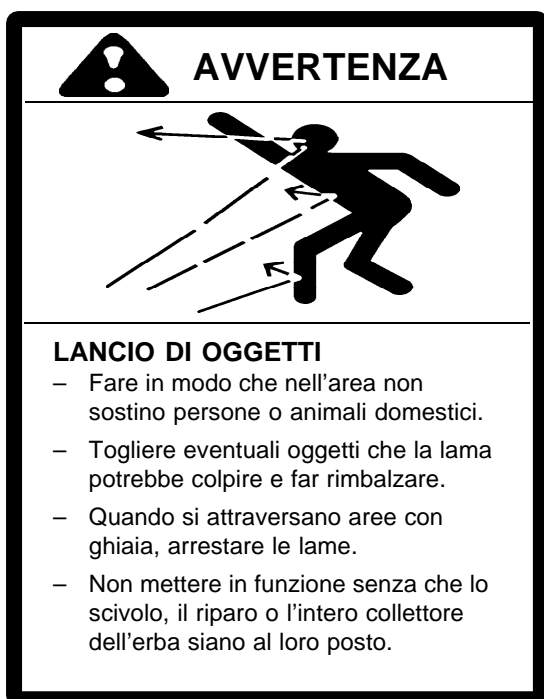 AVVERTENZA
LANCIO DI OGGETTI
– Fare in modo che nell'area non
sostino persone o animali domestici.
– Togliere eventuali oggetti che la lama
potrebbe colpire e far rimbalzare.
– Quando si attraversano aree con
ghiaia, arrestare le lame.
– Non mettere in funzione senza che lo
scivolo, il riparo o l'intero collettore
dell'erba siano al loro posto.